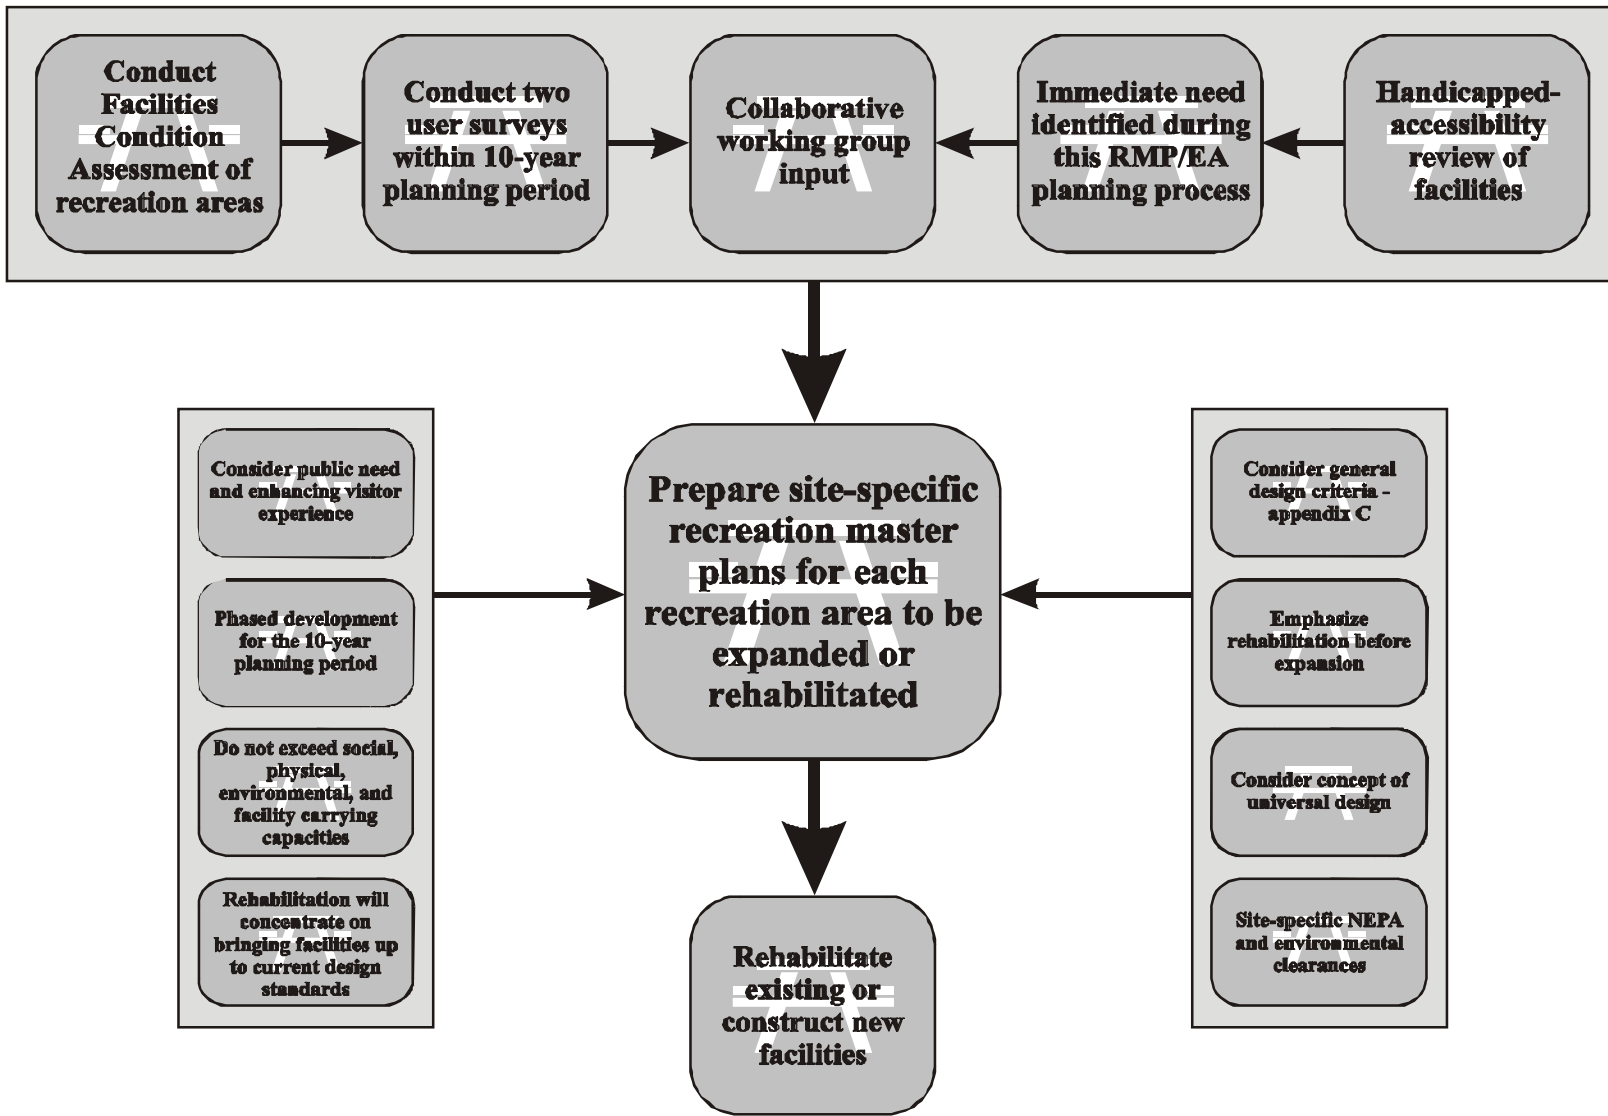 Conduct
Facilities
Condition
Assessment of
recreation areas
Conduct two
user surveys
within 10-year
planning period
Collaborative
working group
input
Immediate need
identified during
this RMP/EA
planning process
Handicapped-
accessibility
review of
facilities
Consider public need
and enhancing visitor
experience
Phased development
for the 10-year
planning period
Do not exceed social,
physical,
environmental, and
facility carrying
capacities
Rehabilitation will
concentrate on
bringing facilities up
to current design
standards
Prepare site-specific
recreation master
plans for each
recreation area to be
expanded or
rehabilitated
Rehabilitate
existing or
construct new
facilities
Consider general
design criteria -
appendix C
Emphasize
rehabilitation before
expansion
Consider concept of
universal design
Site-specific NEPA
and environmental
clearances